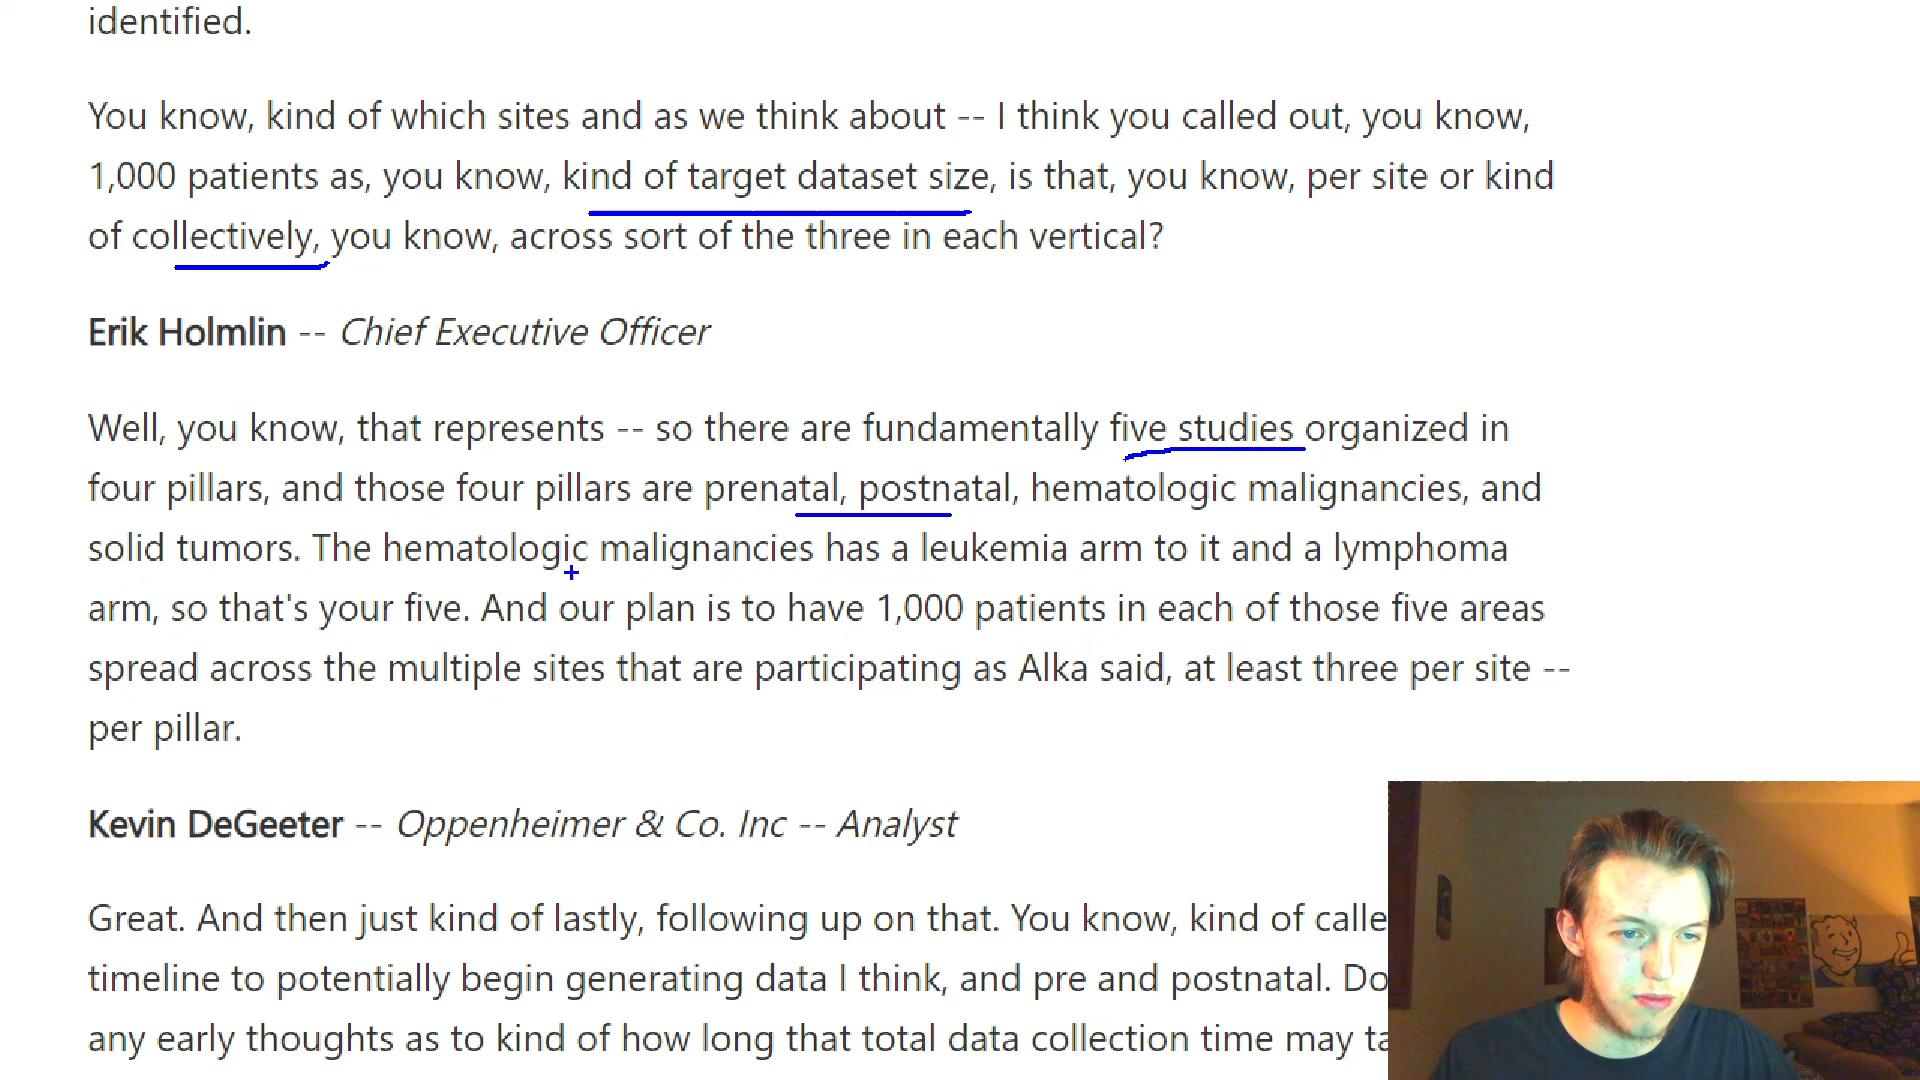 identified.
You know, kind of which sites and as we think about -- I think you called out, you know,
1,000 patients as, you know, kind of target dataset size, is that, you know, per site or kind
of collectively, you know, across sort of the three in each vertical?
Erik Holmlin -- Chief Executive Officer
Well, you know, that represents -- so there are fundamentally five studies organized in
four pillars, and those four pillars are prenatal, postnatal, hematologic malignancies, and
solid tumors. The hematologic malignancies has a leukemia arm to it and a lymphoma
arm, so that's your five. And our plan is to have 1,000 patients in each of those five areas
spread across the multiple sites that are participating as Alka said, at least three per site --
per pillar.
Kevin DeGeeter -- Oppenheimer & Co. Inc -- Analyst
Great. And then just kind of lastly, following up on that. You know, kind of calle
timeline to potentially begin generating data I think, and pre and postnatal. Do
any early thoughts as to kind of how long that total data collection time may ta